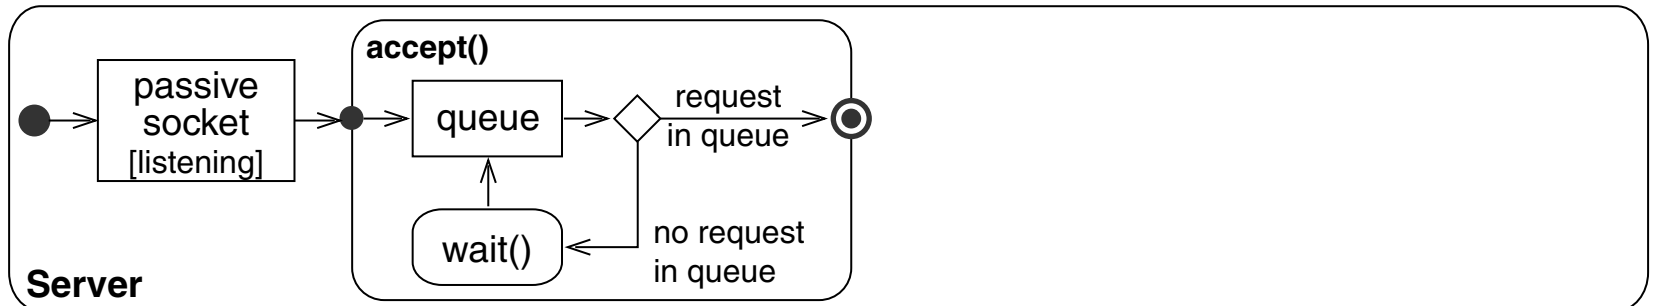 accept()
passive
socket
[listening]
queue
request
in queue
wait()
no request
in queue
Server